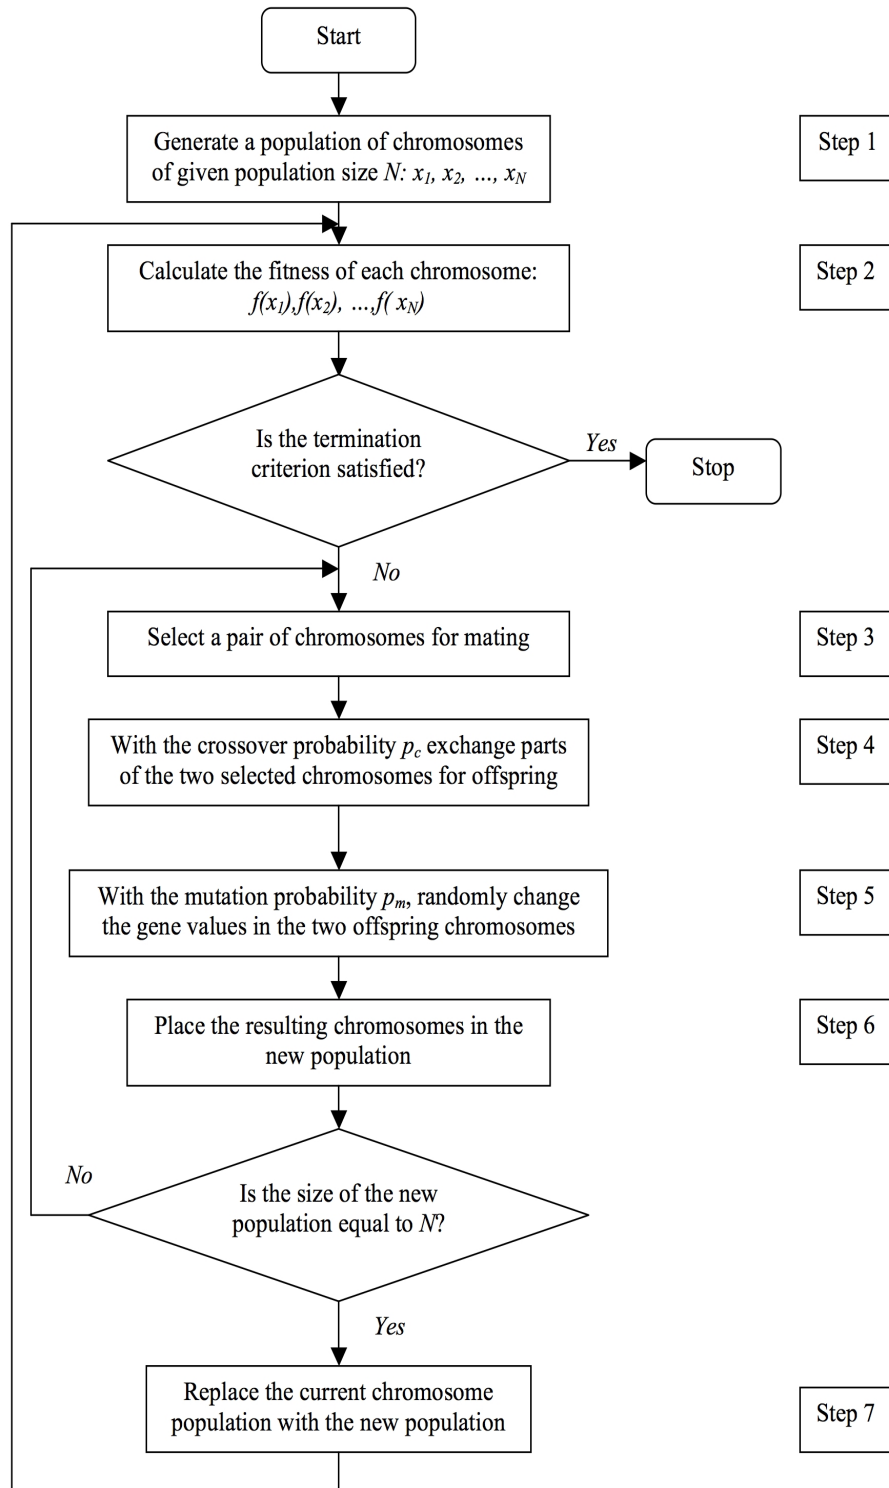 Start
Generate a population of chromosomes
of given population size N: x₁, x₂, ..., x_N
Step 1
Calculate the fitness of each chromosome:
f(x₁),f(x₂), ...,f( x_N)
Step 2
Is the termination
criterion satisfied?
Yes
Stop
No
Select a pair of chromosomes for mating
Step 3
With the crossover probability p_c exchange parts
of the two selected chromosomes for offspring
Step 4
With the mutation probability p_m, randomly change
the gene values in the two offspring chromosomes
Step 5
Place the resulting chromosomes in the
new population
Step 6
No
Is the size of the new
population equal to N?
Yes
Replace the current chromosome
population with the new population
Step 7